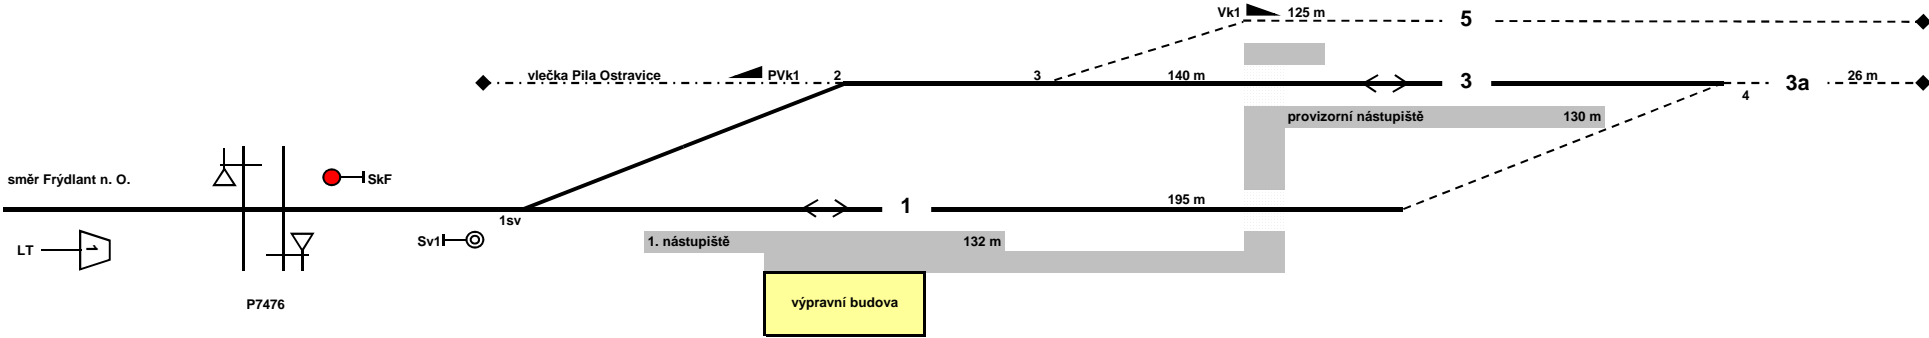 Vk1 125 m 5
vlečka Pila Ostravice PVk1 2 3 140 m 3 3a 26 m
4
provizorní nástupiště 130 m
směr Frýdlant n. O. SkF
1 195 m
1sv
LT 1 Sv1 1. nástupiště 132 m
P7476 výpravní budova